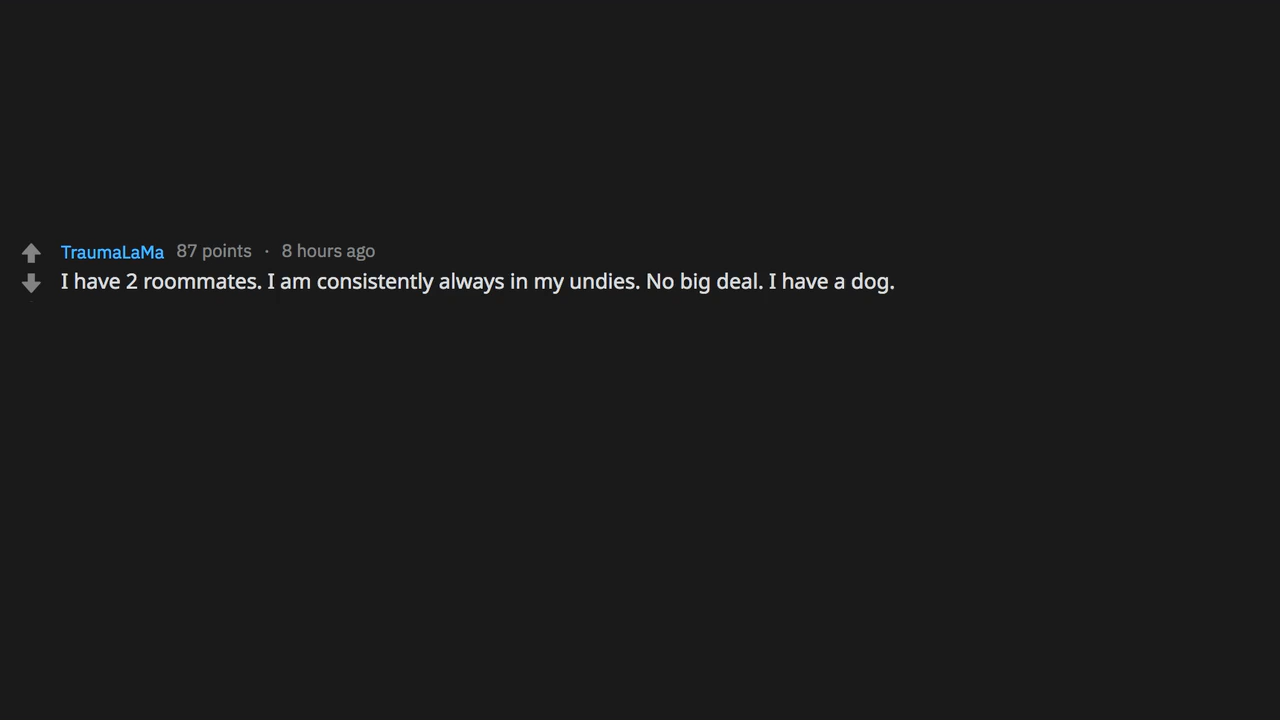 TraumaLaMa 87 points · 8 hours ago
I have 2 roommates. I am consistently always in my undies. No big deal. I have a dog.